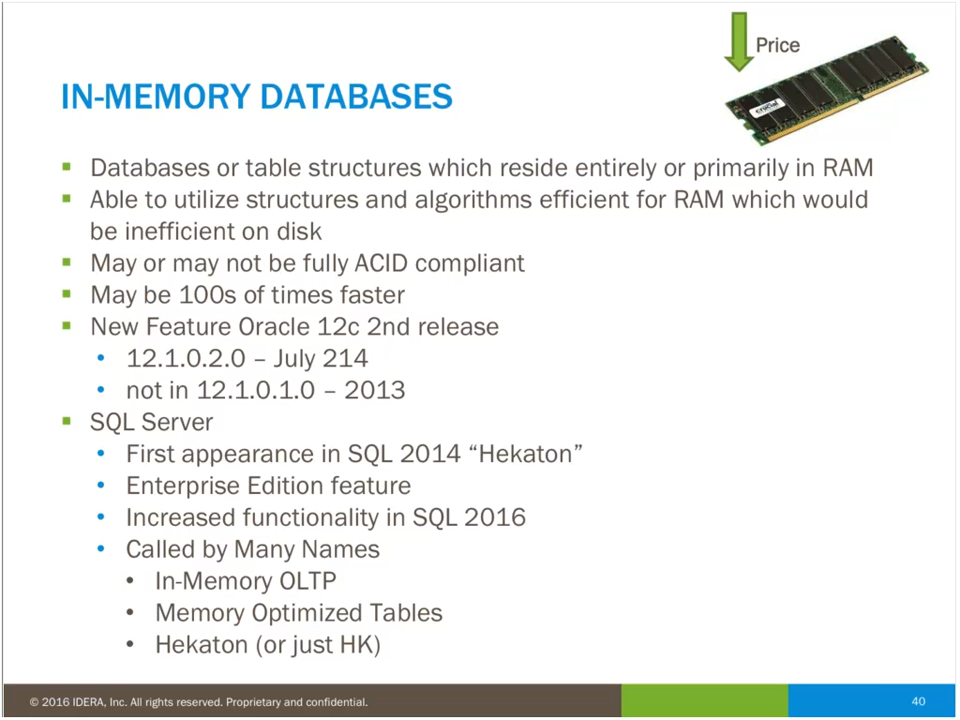 Price
crucial
IN-MEMORY DATABASES
▪ Databases or table structures which reside entirely or primarily in RAM
▪ Able to utilize structures and algorithms efficient for RAM which would
be inefficient on disk
▪ May or may not be fully ACID compliant
▪ May be 100s of times faster
▪ New Feature Oracle 12c 2nd release
• 12.1.0.2.0 – July 214
• not in 12.1.0.1.0 – 2013
▪ SQL Server
• First appearance in SQL 2014 “Hekaton”
• Enterprise Edition feature
• Increased functionality in SQL 2016
• Called by Many Names
• In-Memory OLTP
• Memory Optimized Tables
• Hekaton (or just HK)
© 2016 IDERA, Inc. All rights reserved. Proprietary and confidential.
40